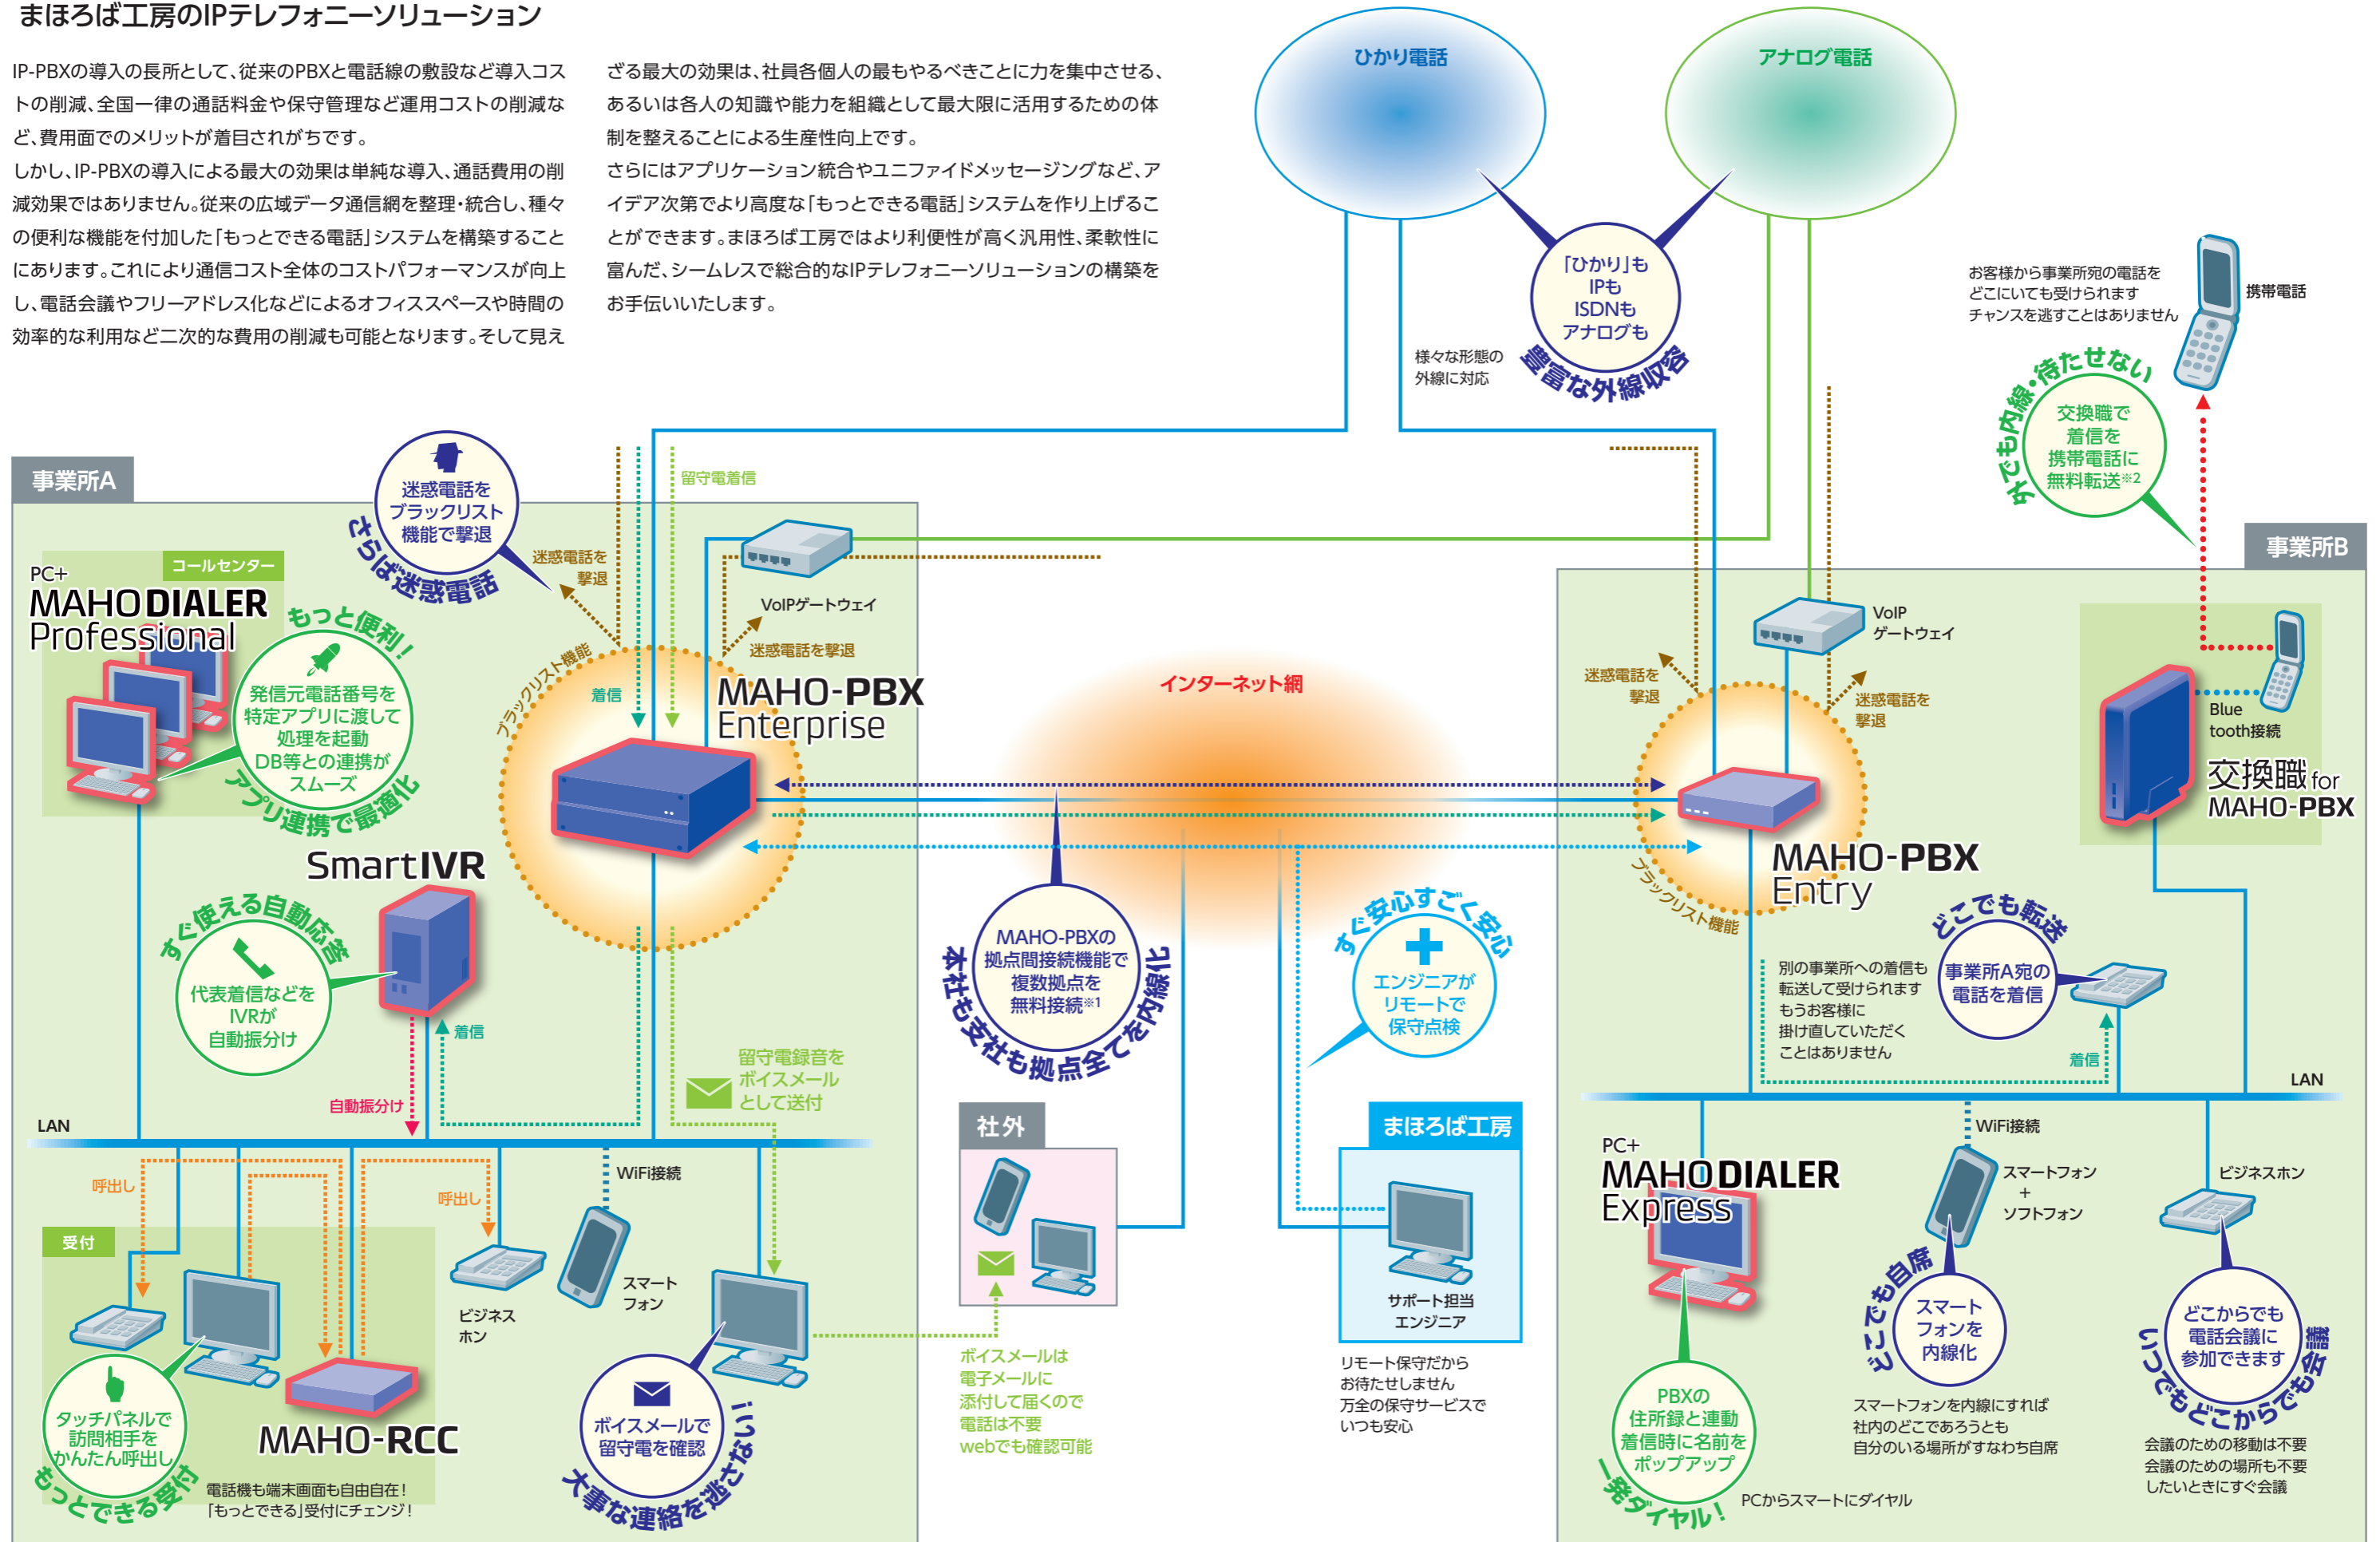 まほろば工房のIPテレフォニーソリューション
IP-PBXの導入の長所として、従来のPBXと電話線の敷設など導入コス
トの削減、全国一律の通話料金や保守管理など運用コストの削減な
ど、費用面でのメリットが着目されがちです。
しかし、IP-PBXの導入による最大の効果は単純な導入、通話費用の削
減効果ではありません。従来の広域データ通信網を整理・統合し、種々
の便利な機能を付加した「もっとできる電話」システムを構築すること
にあります。これにより通信コスト全体のコストパフォーマンスが向上
し、電話会議やフリーアドレス化などによるオフィススペースや時間の
効率的な利用など二次的な費用の削減も可能となります。そして見え
ざる最大の効果は、社員各個人の最もやるべきことに力を集中させる、
あるいは各人の知識や能力を組織として最大限に活用するための体
制を整えることによる生産性向上です。
さらにはアプリケーション統合やユニファイドメッセージングなど、ア
イデア次第でより高度な「もっとできる電話」システムを作り上げるこ
とができます。まほろば工房ではより利便性が高く汎用性、柔軟性に
富んだ、シームレスで総合的なIPテレフォニーソリューションの構築を
お手伝いいたします。
ひかり電話
アナログ電話
「ひかり」も
IPも
ISDNも
アナログも
豊富な外線収容
様々な形態の
外線に対応
お客様から事業所宛の電話を
どこにいても受けられます
チャンスを逃すことはありません
携帯電話
外でも内線・待たせない
交換職で
着信を
携帯電話に
無料転送※2
事業所A
迷惑電話を
ブラックリスト
機能で撃退
さらば迷惑電話
留守電着信
迷惑電話を
撃退
VoIPゲートウェイ
迷惑電話を撃退
コールセンター
PC+
MAHODIALER
Professional
もっと便利!
発信元電話番号を
特定アプリに渡して
処理を起動
DB等との連携が
スムーズ
アプリ連携で最適化
ブラックリスト機能
着信
MAHO-PBX
Enterprise
SmartIVR
すぐ使える自動応答
代表着信などを
IVRが
自動振分け
着信
自動振分け
留守電録音を
ボイスメール
として送付
LAN
呼出し
呼出し
WiFi接続
受付
ビジネス
ホン
スマート
フォン
タッチパネルで
訪問相手を
かんたん呼出し
もっとできる受付
MAHO-RCC
電話機も端末画面も自由自在!
「もっとできる」受付にチェンジ!
ボイスメールで
留守電を確認
大事な連絡を逃さない!
インターネット網
MAHO-PBXの
拠点間接続機能で
複数拠点を
無料接続※1
本社も支社も拠点全てを内線化
すぐ安心すごく安心
エンジニアが
リモートで
保守点検
社外
ボイスメールは
電子メールに
添付して届くので
電話は不要
webでも確認可能
まほろば工房
サポート担当
エンジニア
リモート保守だから
お待たせしません
万全の保守サービスで
いつも安心
事業所B
VoIP
ゲートウェイ
迷惑電話を
撃退
迷惑電話を
撃退
MAHO-PBX
Entry
ブラックリスト機能
Blue
tooth接続
交換職 for
MAHO-PBX
どこでも転送
事業所A宛の
電話を着信
別の事業所への着信も
転送して受けられます
もうお客様に
掛け直していただく
ことはありません
着信
LAN
WiFi接続
PC+
MAHODIALER
Express
スマートフォン
+
ソフトフォン
ビジネスホン
PBXの
住所録と連動
着信時に名前を
ポップアップ
一発ダイヤル!
PCからスマートにダイヤル
どこでも自席
スマート
フォンを
内線化
スマートフォンを内線にすれば
社内のどこであろうとも
自分のいる場所がすなわち自席
どこからでも
電話会議に
参加できます
いつでもどこからでも会議
会議のための移動は不要
会議のための場所も不要
したいときにすぐ会議